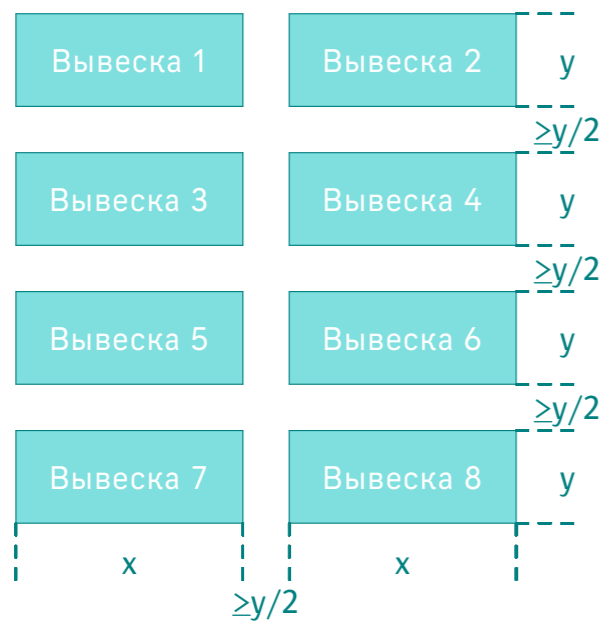 Вывеска 1
Вывеска 2
y
≥y/2
Вывеска 3
Вывеска 4
y
≥y/2
Вывеска 5
Вывеска 6
y
≥y/2
Вывеска 7
Вывеска 8
y
x
x
≥y/2